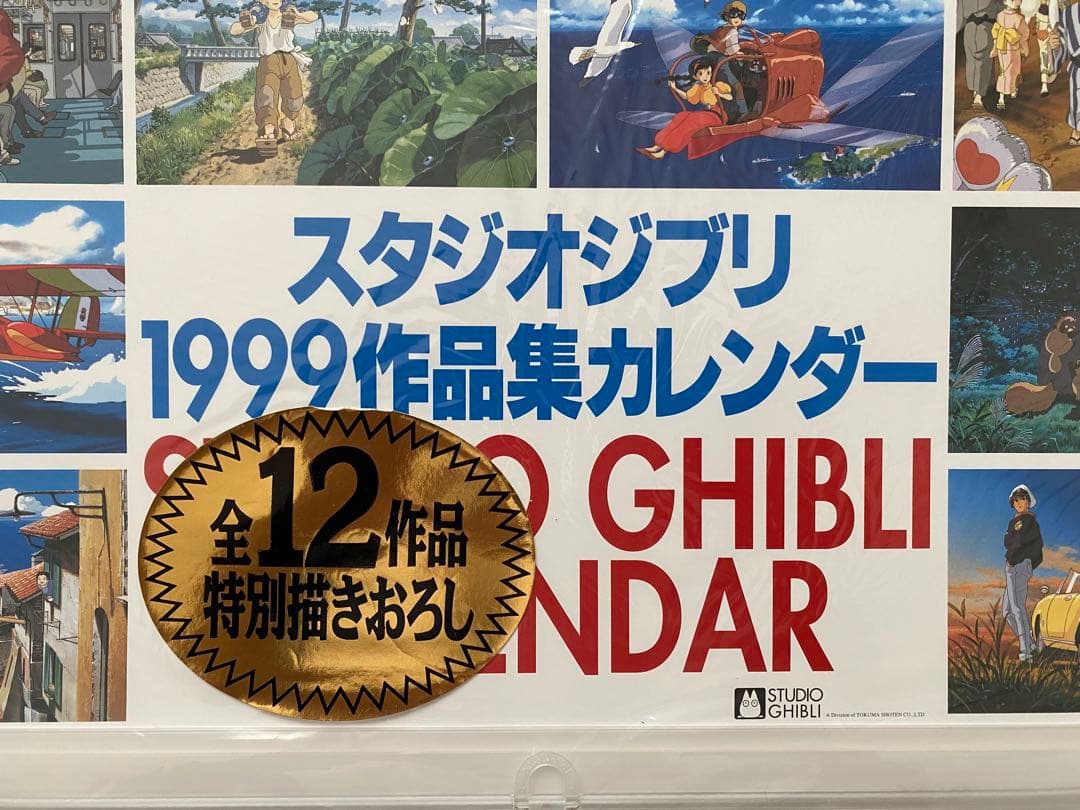 スタジオジブリ
1999作品集カレンダー
GHIBLI
全12作品
特別描きおろし
STUDIO
GHIBLI
A Division of TOKUMA SHOTEN CO., LTD.